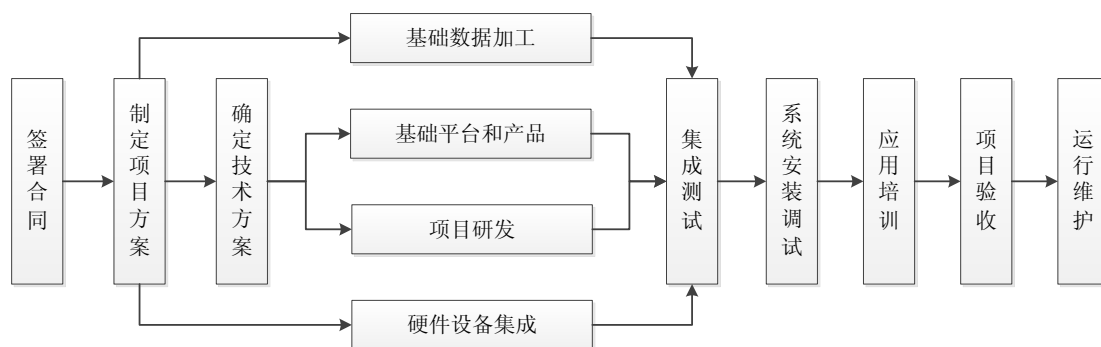 签署合同
制定项目方案
确定技术方案
基础数据加工
基础平台和产品
项目研发
硬件设备集成
集成测试
系统安装调试
应用培训
项目验收
运行维护